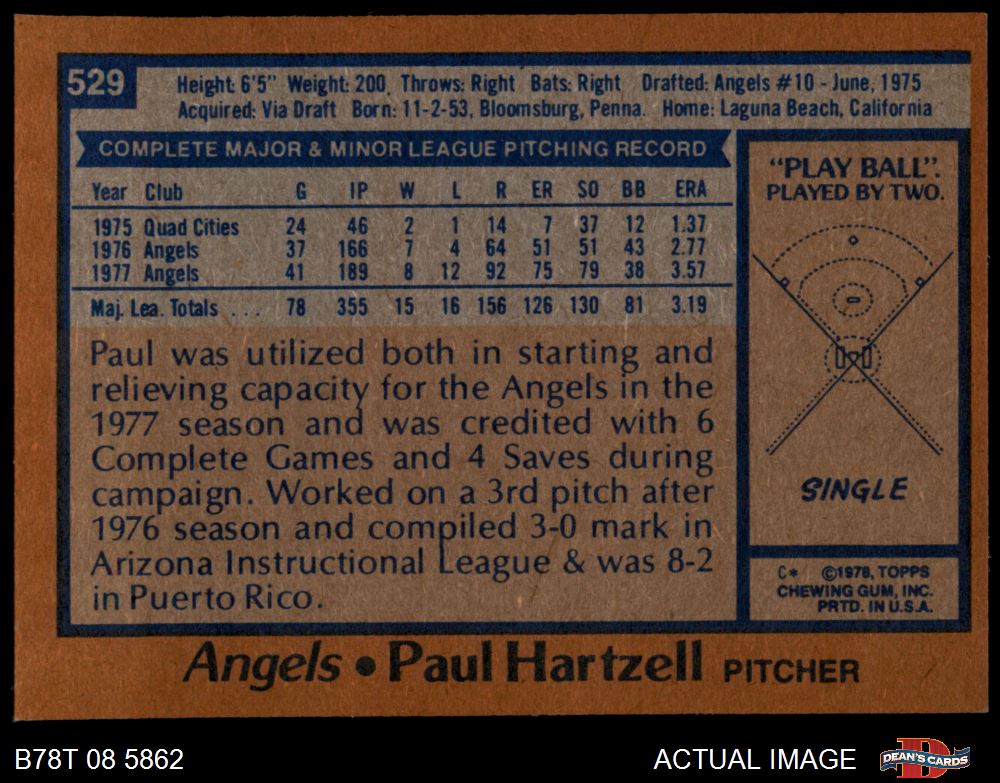 529
Height: 6'5" Weight: 200 Throws: Right Bats: Right Drafted: Angels #10 - June, 1975
Acquired: Via Draft Born: 11-2-53, Bloomsburg, Penna. Home: Laguna Beach, California
COMPLETE MAJOR & MINOR LEAGUE PITCHING RECORD
Year Club G IP W L R ER SO BB ERA
1975 Quad Cities 24 46 2 1 14 7 37 12 1.37
1976 Angels 37 166 7 4 64 51 51 43 2.77
1977 Angels 41 189 8 12 92 75 79 38 3.57
Maj. Lea. Totals . . . 78 355 15 16 156 126 130 81 3.19
Paul was utilized both in starting and
relieving capacity for the Angels in the
1977 season and was credited with 6
Complete Games and 4 Saves during
campaign. Worked on a 3rd pitch after
1976 season and compiled 3-0 mark in
Arizona Instructional League & was 8-2
in Puerto Rico.
"PLAY BALL".
PLAYED BY TWO.
SINGLE
C* ©1978, TOPPS
CHEWING GUM, INC.
PRTD. IN U.S.A.
Angels • Paul Hartzell PITCHER
B78T 08 5862
ACTUAL IMAGE
DEAN'S CARDS